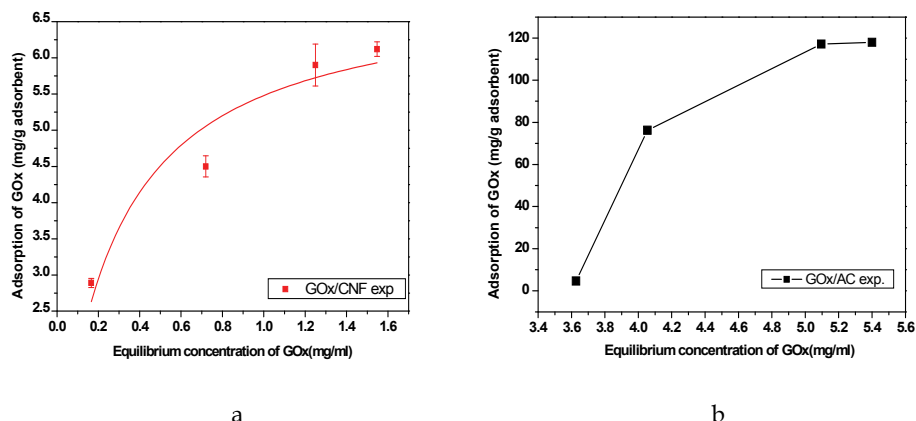 6.5
6.0
5.5
5.0
4.5
4.0
3.5
3.0
2.5
Adsorption of GOx (mg/g adsorbent)
GOx/CNF exp
0.0 0.2 0.4 0.6 0.8 1.0 1.2 1.4 1.6
Equilibrium concentration of GOx(mg/ml)
a
120
100
80
60
40
20
0
Adsorption of GOx (mg/g adsorbent)
GOx/AC exp.
3.4 3.6 3.8 4.0 4.2 4.4 4.6 4.8 5.0 5.2 5.4 5.6
Equilibrium concentration of GOx(mg/ml)
b